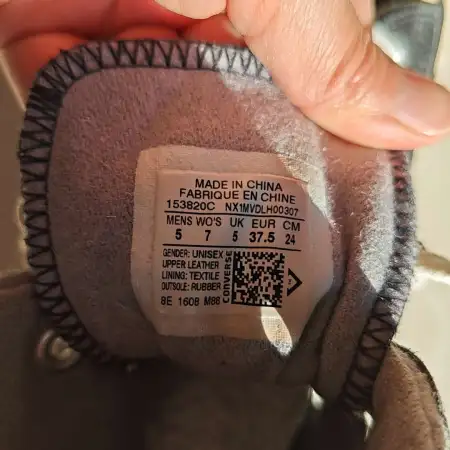 MADE IN CHINA
FABRIQUE EN CHINE
153820C NX1MVDLH00307
MENS WO'S UK EUR CM
5 7 5 37.5 24
GENDER: UNISEX
UPPER LEATHER
LINING: TEXTILE
OUTSOLE: RUBBER
8E 1608 M86
CONVERSE